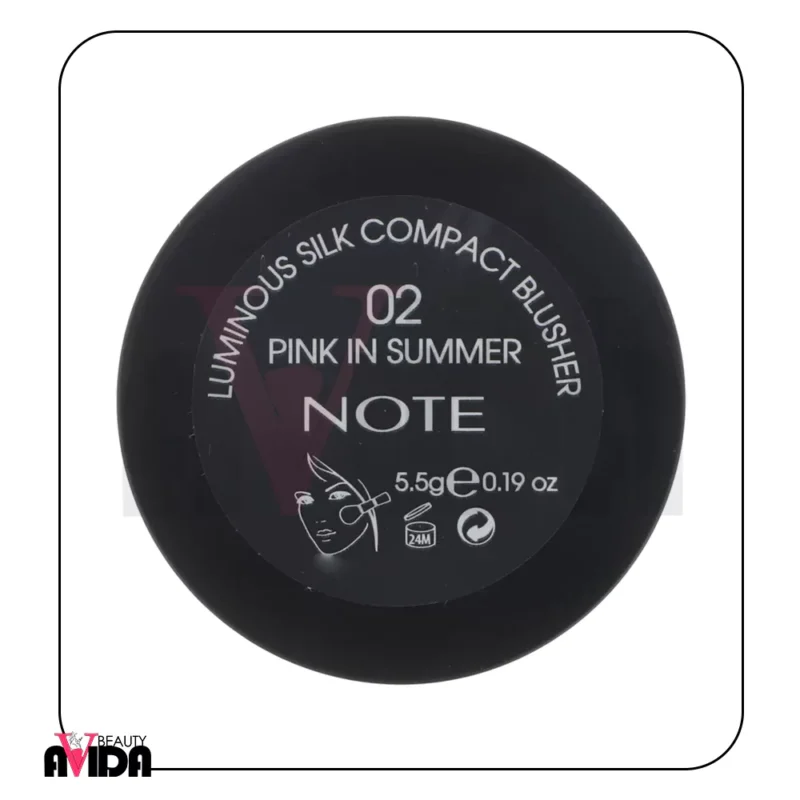 LUMINOUS SILK COMPACT BLUSHER
02
PINK IN SUMMER
NOTE
5.5g℮0.19 oz
24M
BEAUTY
AVIDA